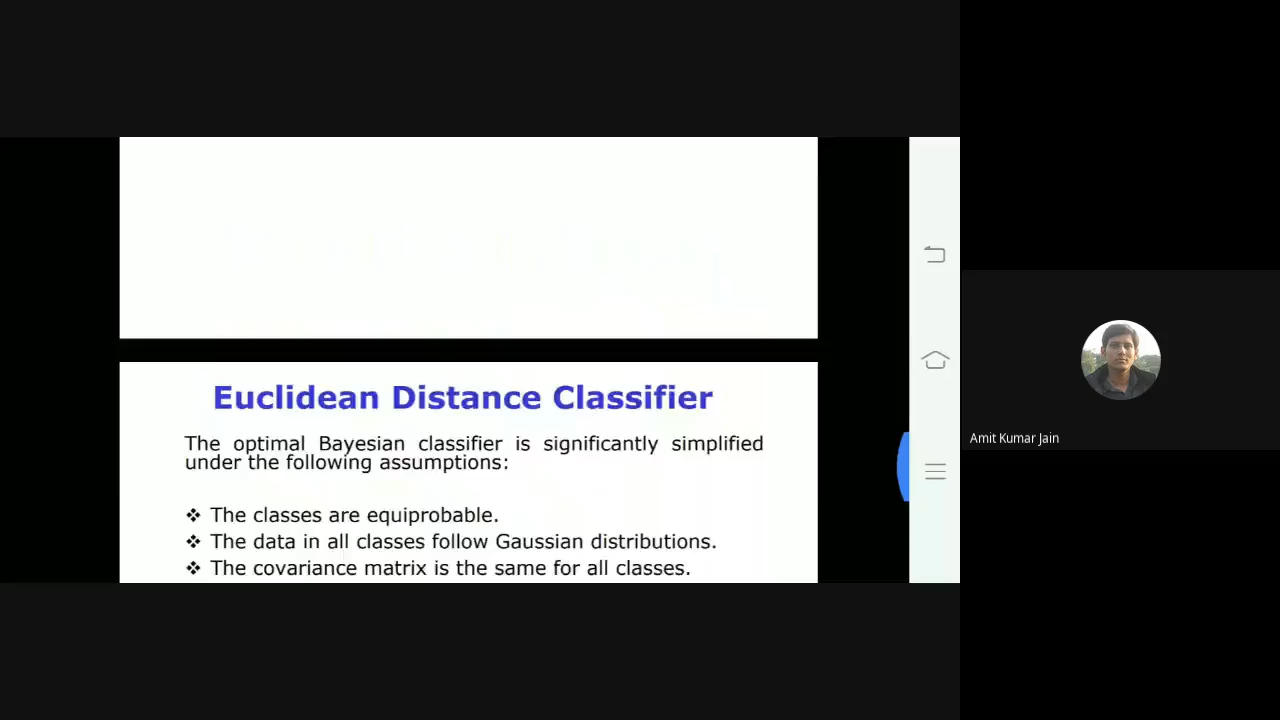 Euclidean Distance Classifier
The optimal Bayesian classifier is significantly simplified
under the following assumptions:
❖ The classes are equiprobable.
❖ The data in all classes follow Gaussian distributions.
❖ The covariance matrix is the same for all classes.
Amit Kumar Jain